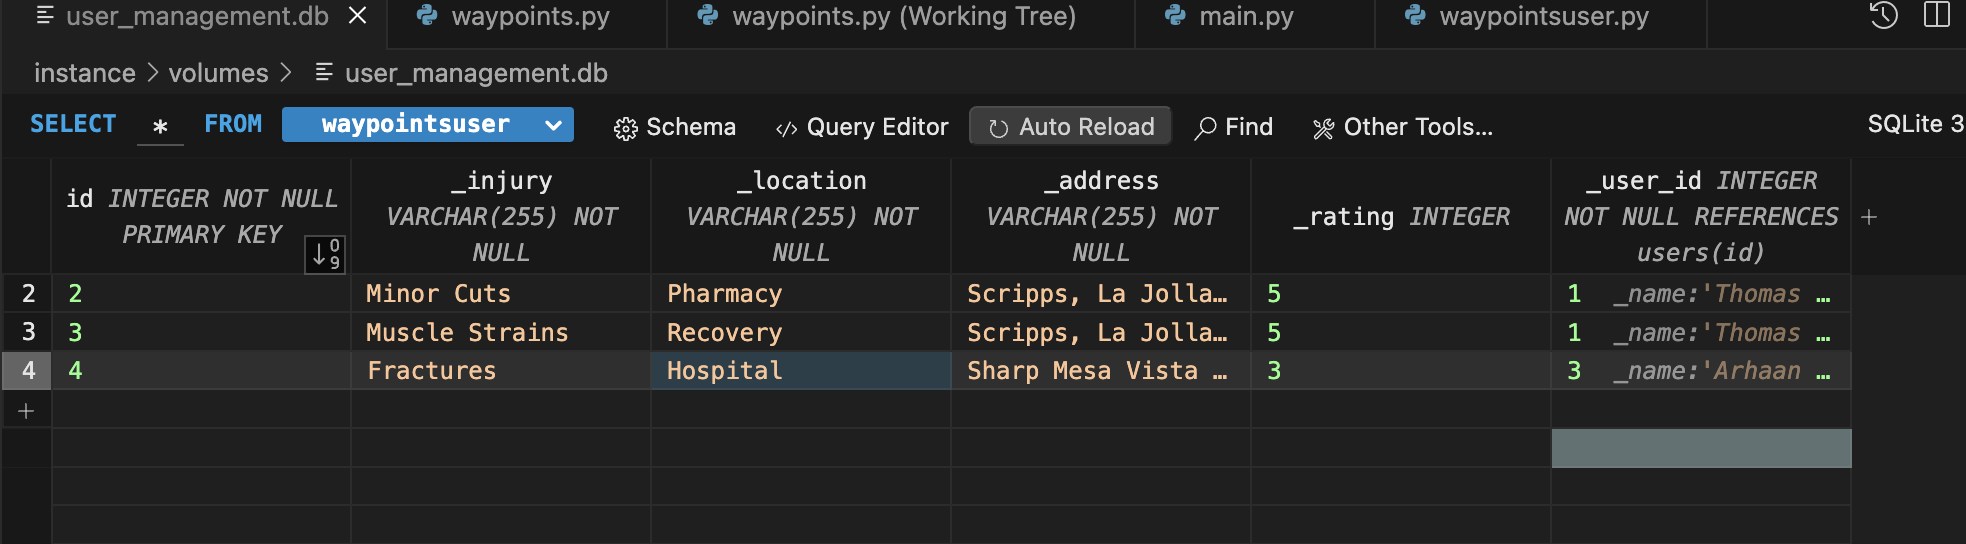 user_management.db waypoints.py waypoints.py (Working Tree) main.py waypointsuser.py
instance > volumes > user_management.db
SELECT * FROM waypointsuser Schema Query Editor Auto Reload Find Other Tools... SQLite 3
id INTEGER NOT NULL PRIMARY KEY
_injury VARCHAR(255) NOT NULL
_location VARCHAR(255) NOT NULL
_address VARCHAR(255) NOT NULL
_rating INTEGER
_user_id INTEGER NOT NULL REFERENCES users(id)
+
2 2 Minor Cuts Pharmacy Scripps, La Jolla… 5 1 _name:'Thomas …
3 3 Muscle Strains Recovery Scripps, La Jolla… 5 1 _name:'Thomas …
4 4 Fractures Hospital Sharp Mesa Vista … 3 3 _name:'Arhaan …
+